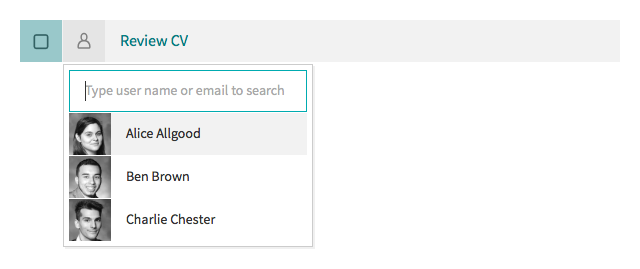 Review CV
Type user name or email to search
Alice Allgood
Ben Brown
Charlie Chester